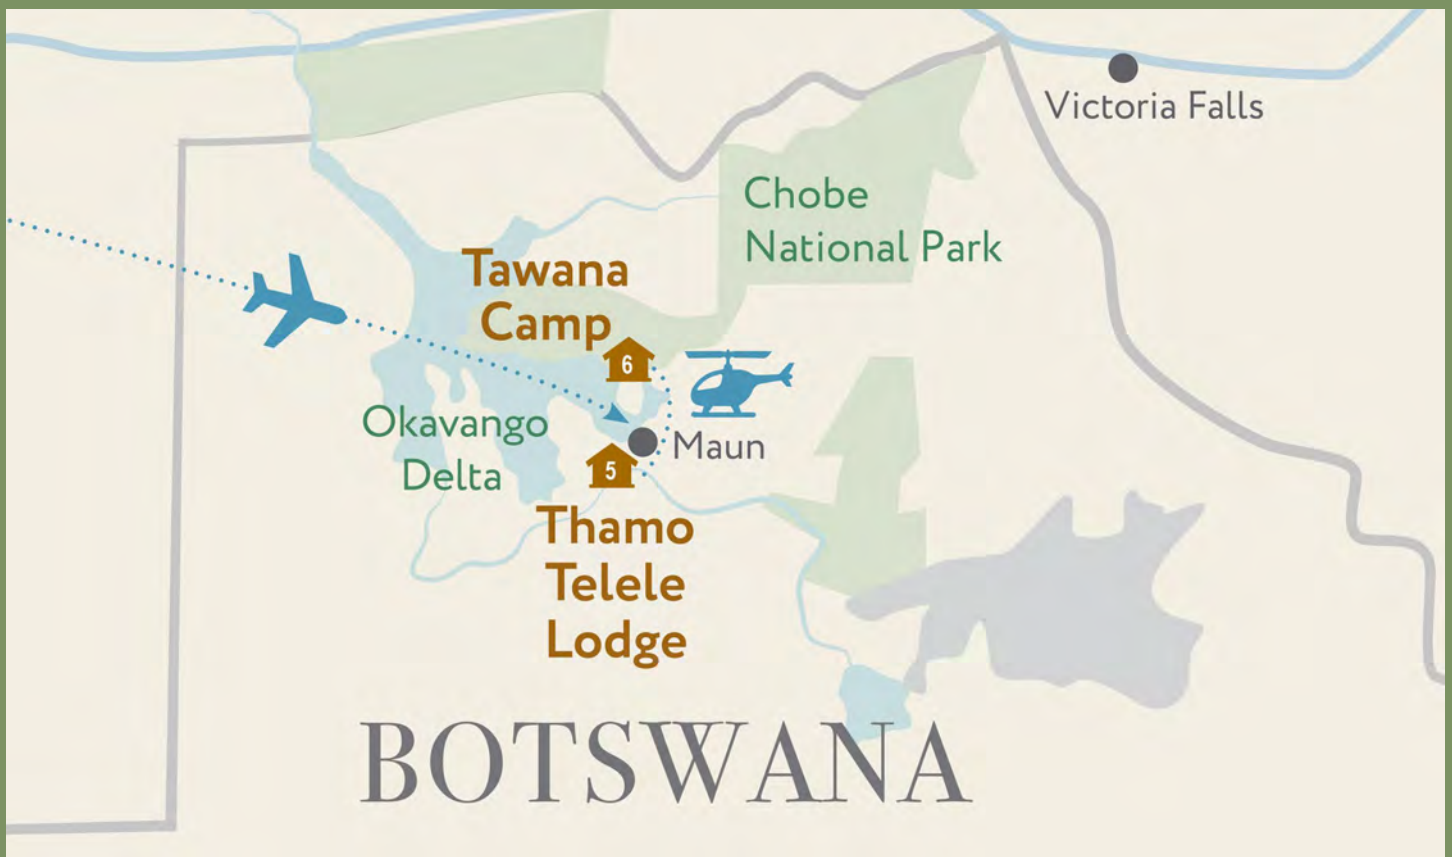 Victoria Falls
Chobe
National Park
Tawana
Camp
6
Okavango
Delta
Maun
5
Thamo
Telele
Lodge
BOTSWANA